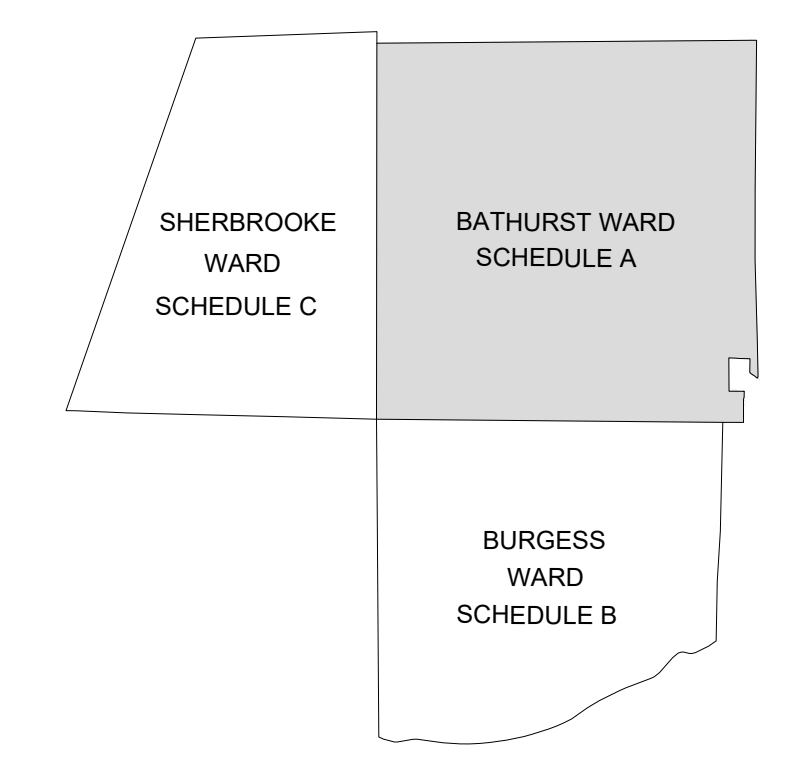 SHERBROOKE
WARD
SCHEDULE C
BATHURST WARD
SCHEDULE A
BURGESS
WARD
SCHEDULE B